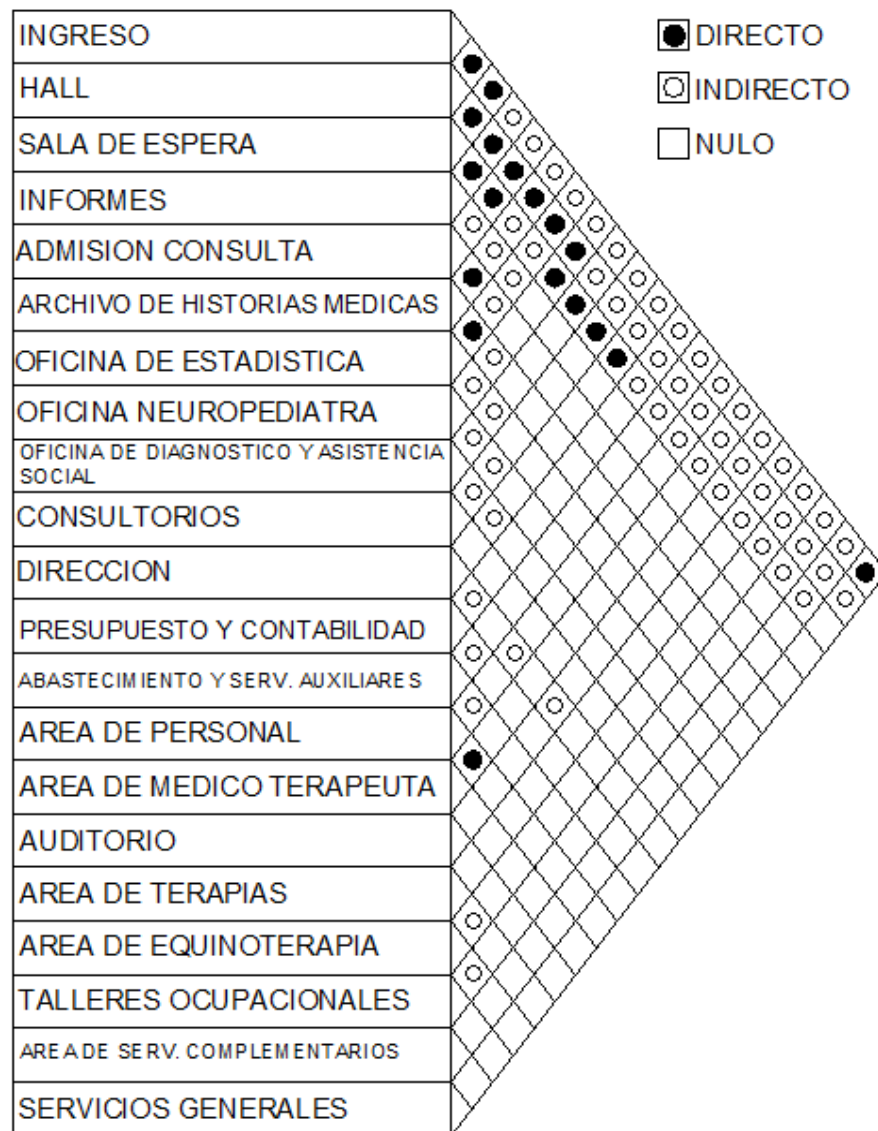 INGRESO
DIRECTO
HALL
INDIRECTO
SALA DE ESPERA
NULO
INFORMES
ADMISION CONSULTA
ARCHIVO DE HISTORIAS MEDICAS
OFICINA DE ESTADISTICA
OFICINA NEUROPEDIATRA
OFICINA DE DIAGNOSTICO Y ASISTENCIA
SOCIAL
CONSULTORIOS
DIRECCION
PRESUPUESTO Y CONTABILIDAD
ABASTECIMIENTO Y SERV. AUXILIARES
AREA DE PERSONAL
AREA DE MEDICO TERAPEUTA
AUDITORIO
AREA DE TERAPIAS
AREA DE EQUINOTERAPIA
TALLERES OCUPACIONALES
AREA DE SERV. COMPLEMENTARIOS
SERVICIOS GENERALES